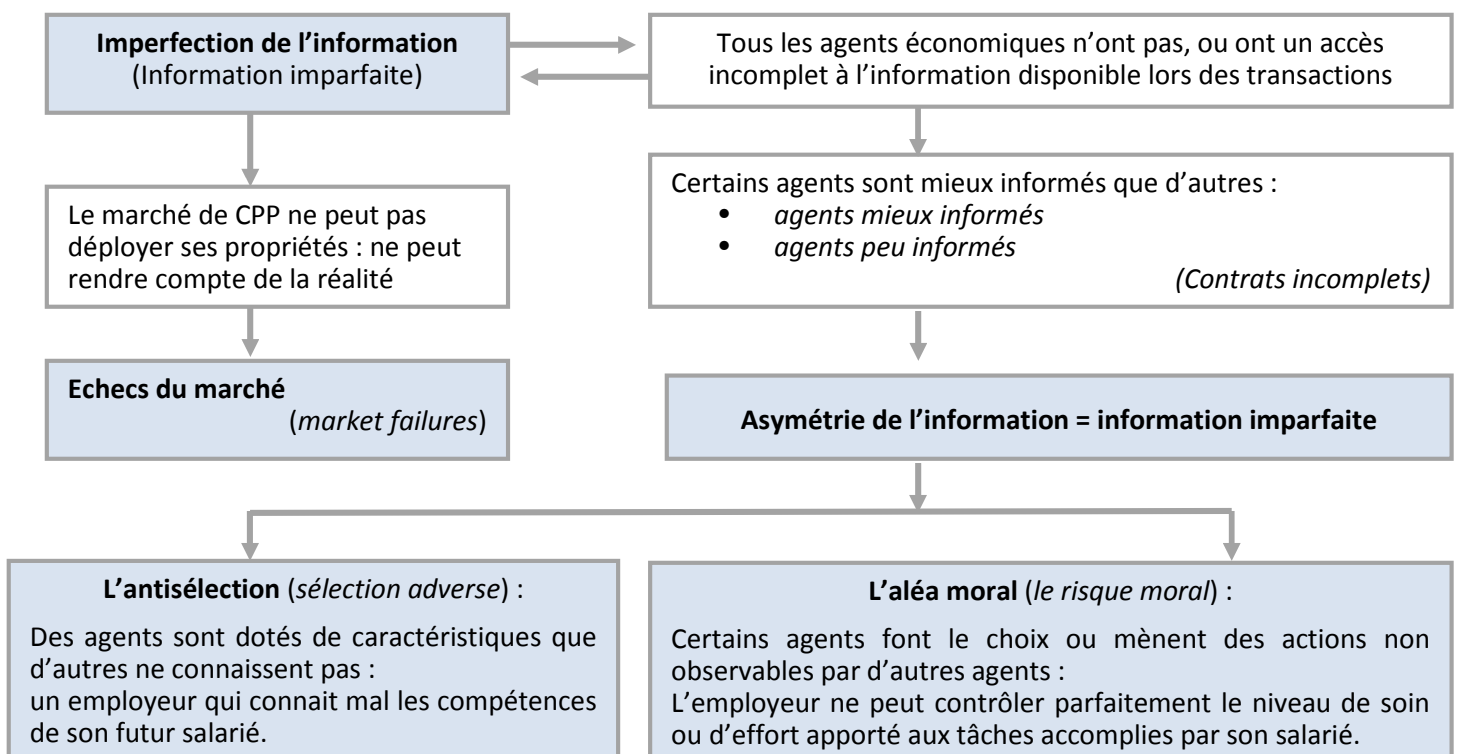 Imperfection de l’information
(Information imparfaite)
Tous les agents économiques n’ont pas, ou ont un accès
incomplet à l’information disponible lors des transactions
Le marché de CPP ne peut pas
déployer ses propriétés : ne peut
rendre compte de la réalité
Certains agents sont mieux informés que d'autres :
• agents mieux informés
• agents peu informés
(Contrats incomplets)
Echecs du marché
(market failures)
Asymétrie de l’information = information imparfaite
L’antisélection (sélection adverse) :
Des agents sont dotés de caractéristiques que
d’autres ne connaissent pas :
un employeur qui connait mal les compétences
de son futur salarié.
L’aléa moral (le risque moral) :
Certains agents font le choix ou mènent des actions non
observables par d’autres agents :
L’employeur ne peut contrôler parfaitement le niveau de soin
ou d’effort apporté aux tâches accomplies par son salarié.